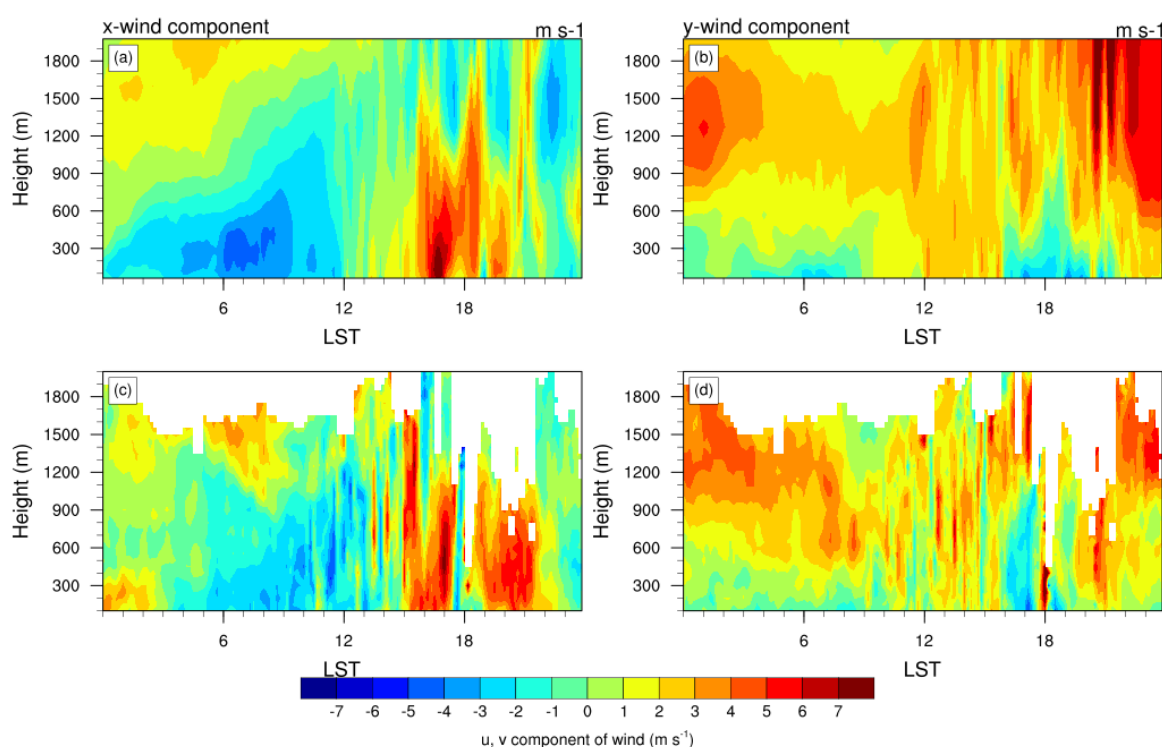 x-wind component m s-1
y-wind component m s-1
(a)
1800
1500
1200
900
600
300
Height (m)
6 12 18
LST
(b)
1800
1500
1200
900
600
300
Height (m)
6 12 18
LST
(c)
1800
1500
1200
900
600
300
Height (m)
6 12 18
LST
(d)
1800
1500
1200
900
600
300
Height (m)
6 12 18
LST
-7 -6 -5 -4 -3 -2 -1 0 1 2 3 4 5 6 7
u, v component of wind (m s⁻¹)